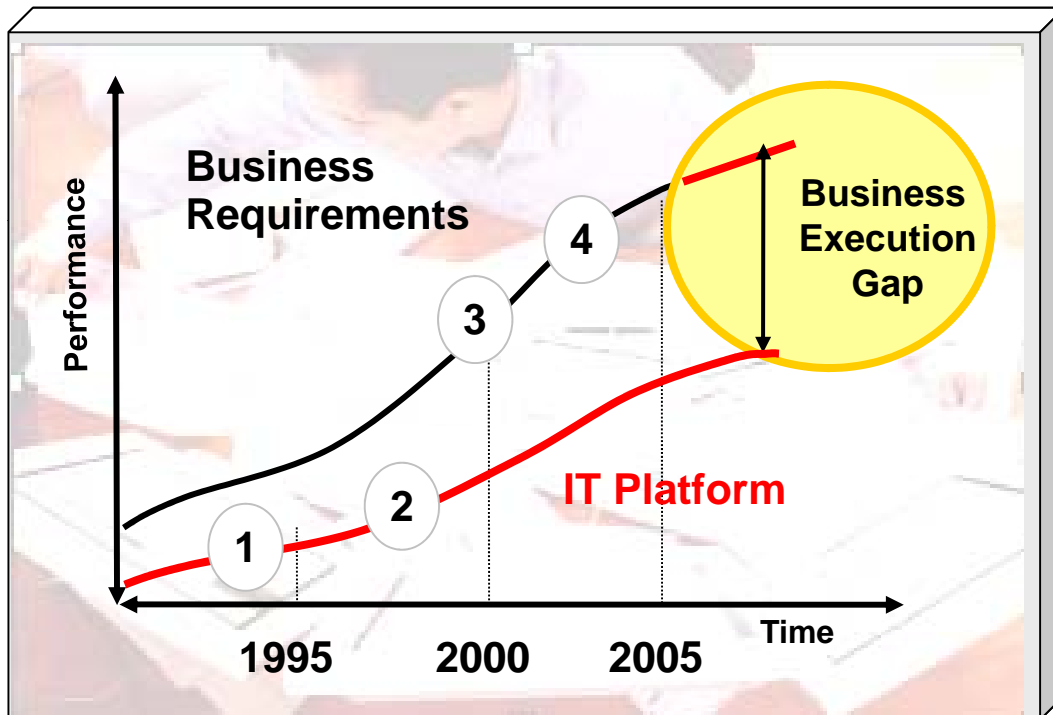 Performance
Business
Requirements
1
2
3
4
Business
Execution
Gap
IT Platform
Time
1995
2000
2005